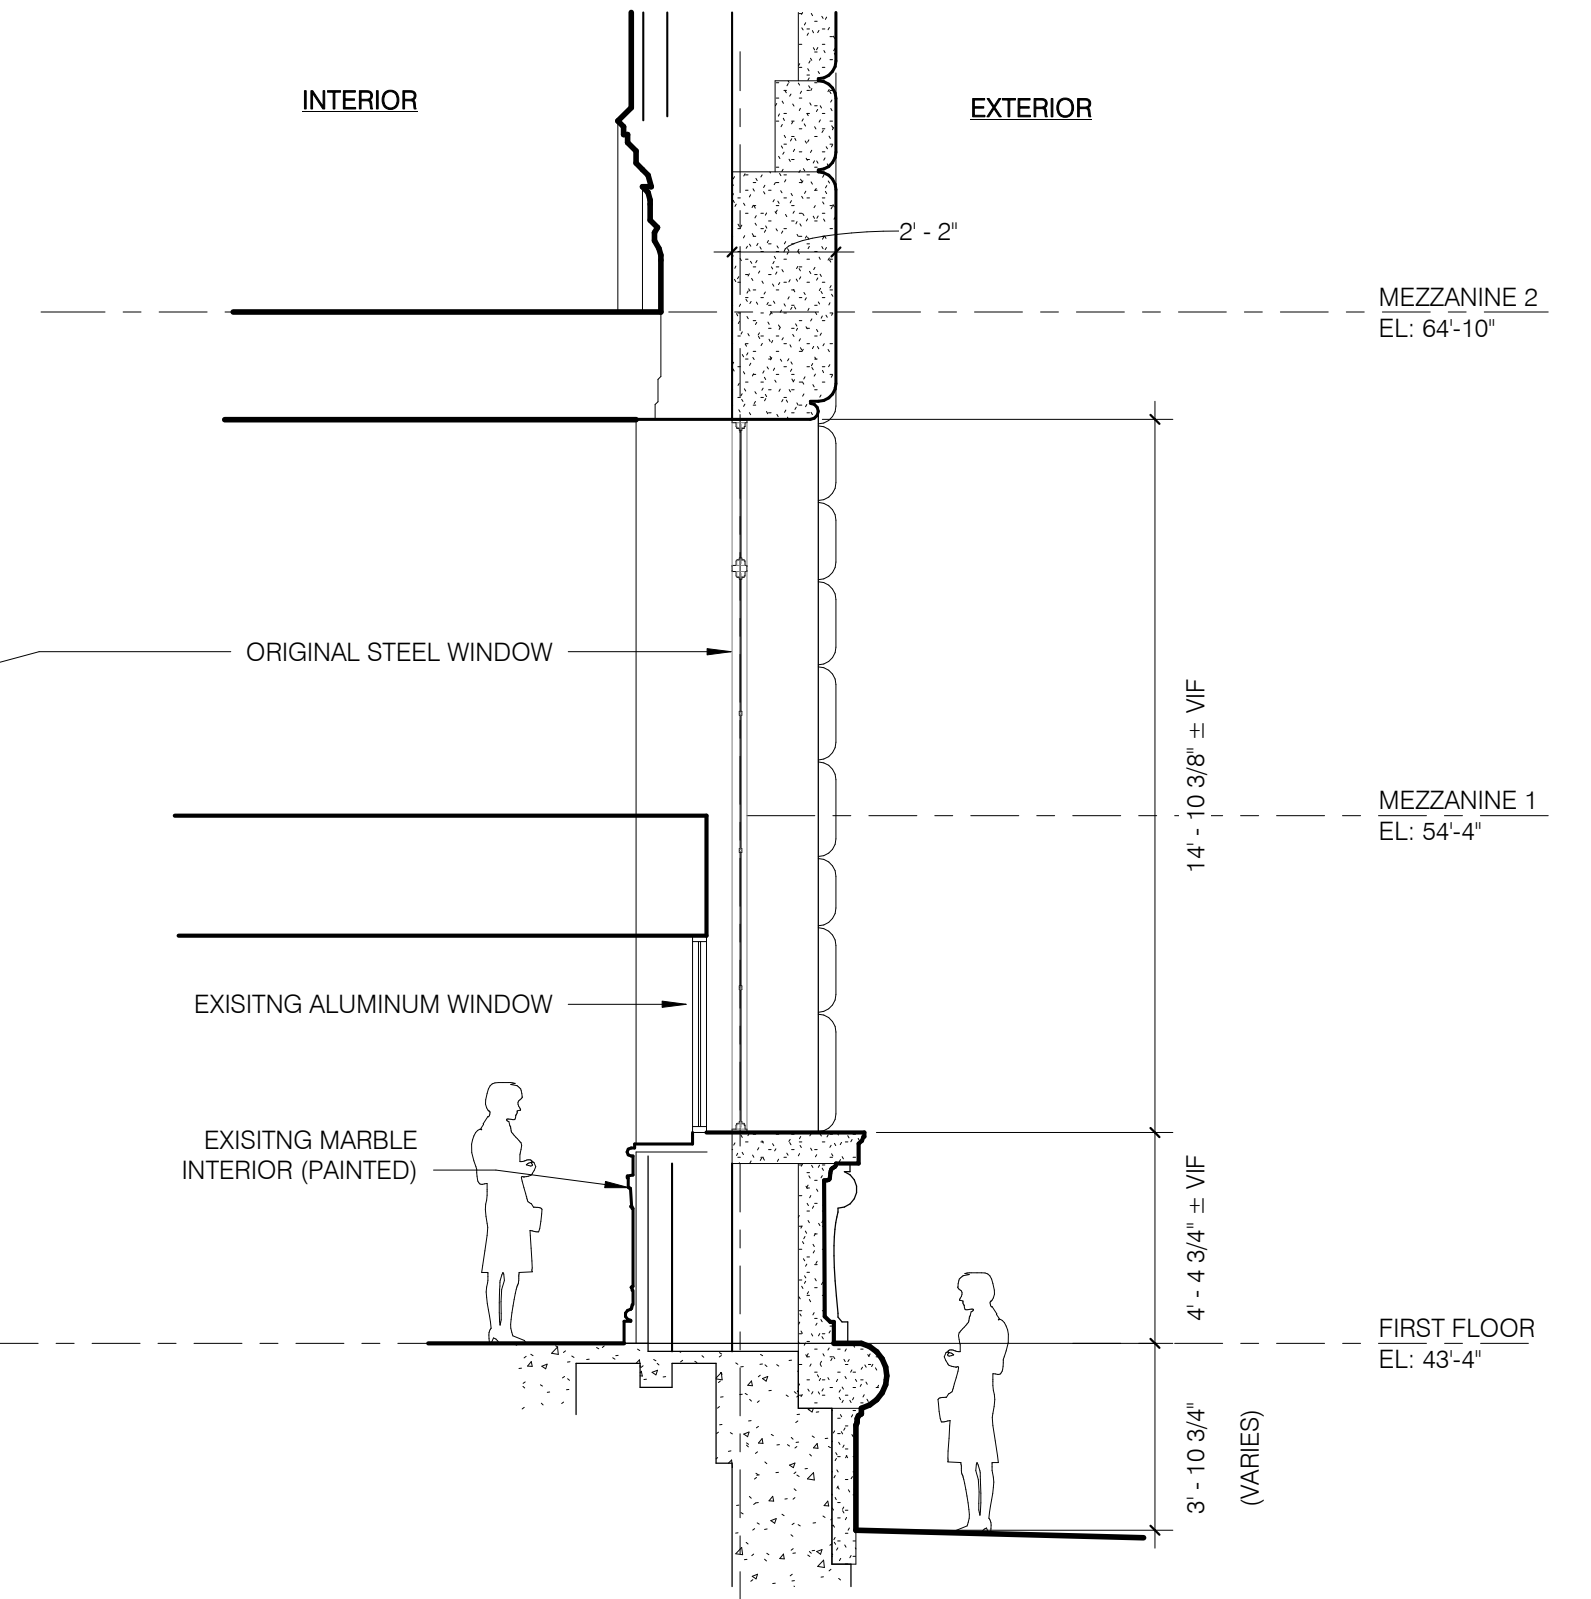 INTERIOR
EXTERIOR
2' - 2"
MEZZANINE 2
EL: 64'-10"
ORIGINAL STEEL WINDOW
14' - 10 3/8" ± VIF
MEZZANINE 1
EL: 54'-4"
EXISITNG ALUMINUM WINDOW
EXISITNG MARBLE
INTERIOR (PAINTED)
4' - 4 3/4" ± VIF
FIRST FLOOR
EL: 43'-4"
3' - 10 3/4"
(VARIES)